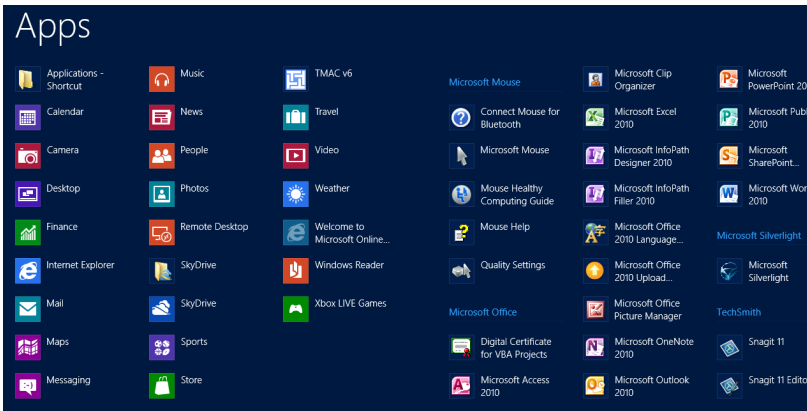 Apps
Applications -
Shortcut
Calendar
Camera
Desktop
Finance
Internet Explorer
Mail
Maps
Messaging
Music
News
People
Photos
Remote Desktop
SkyDrive
SkyDrive
Sports
Store
TMAC v6
Travel
Video
Weather
Welcome to
Microsoft Online...
Windows Reader
Xbox LIVE Games
Microsoft Mouse
Connect Mouse for
Bluetooth
Microsoft Mouse
Mouse Healthy
Computing Guide
Mouse Help
Quality Settings
Microsoft Office
Digital Certificate
for VBA Projects
Microsoft Access
2010
Microsoft Clip
Organizer
Microsoft Excel
2010
Microsoft InfoPath
Designer 2010
Microsoft InfoPath
Filler 2010
Microsoft Office
2010 Language...
Microsoft Office
2010 Upload...
Microsoft Office
Picture Manager
Microsoft OneNote
2010
Microsoft Outlook
2010
Microsoft
PowerPoint 20
Microsoft Publ
2010
Microsoft
SharePoint...
Microsoft Wor
2010
Microsoft Silverlight
Microsoft
Silverlight
TechSmith
Snagit 11
Snagit 11 Edito